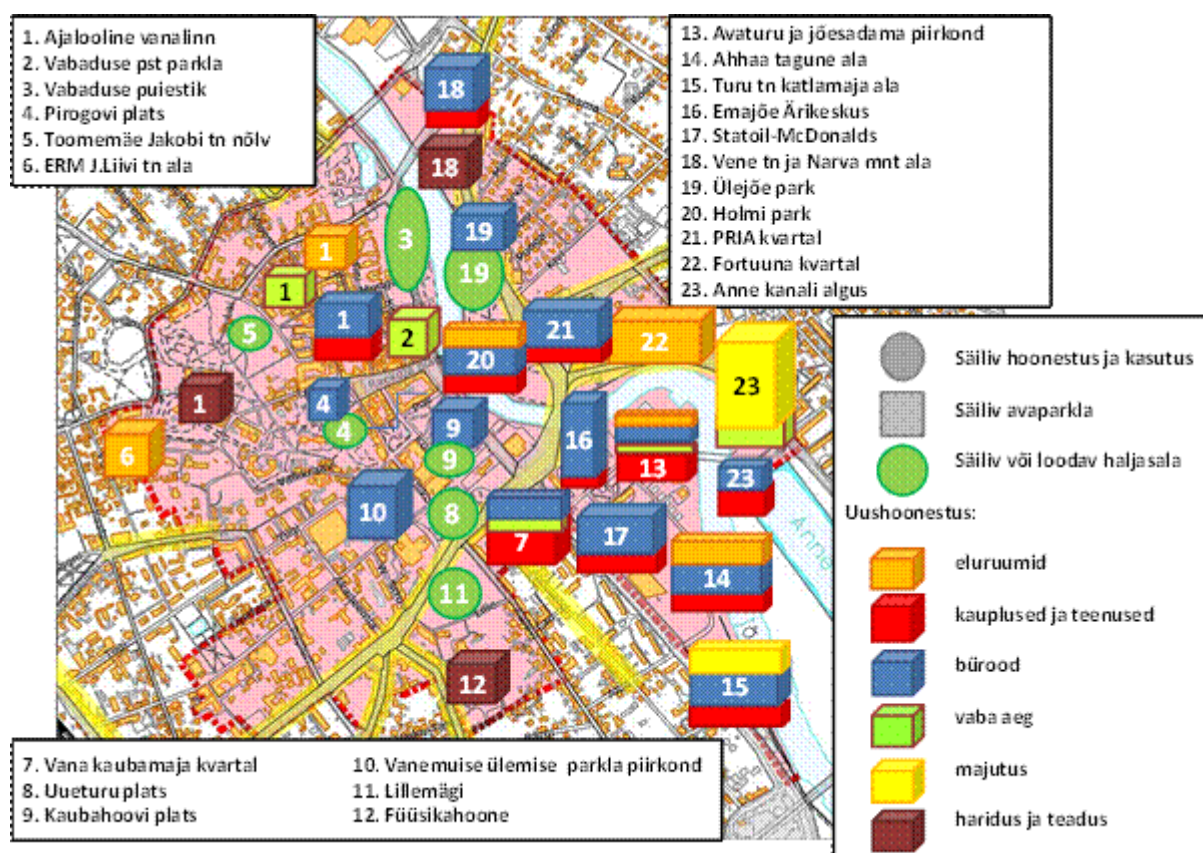 1. Ajalooline vanalinn
2. Vabaduse pst parkla
3. Vabaduse puiestik
4. Pirogovi plats
5. Toomemäe Jakobi tn nõlv
6. ERM J.Liivi tn ala
13. Avaturu ja jõesadama piirkond
14. Ahhaa tagune ala
15. Turu tn katlamaja ala
16. Emajõe Ärikeskus
17. Statoil-McDonalds
18. Vene tn ja Narva mnt ala
19. Ülejõe park
20. Holmi park
21. PRIA kvartal
22. Fortuuna kvartal
23. Anne kanali algus
18
18
3
19
1
19
1
5
1
2
20
21
22
23
1
4
4
9
9
16
13
23
6
10
8
7
17
14
11
12
15
Anne
Säiliv hoonestus ja kasutus
Säiliv avaparkla
Säiliv või loodav haljasala
Uushoonestus:
eluruumid
kauplused ja teenused
bürood
vaba aeg
majutus
haridus ja teadus
7. Vana kaubamaja kvartal
8. Uueturu plats
9. Kaubahoovi plats
10. Vanemuise ülemise parkla piirkond
11. Lillemägi
12. Füüsikahoone